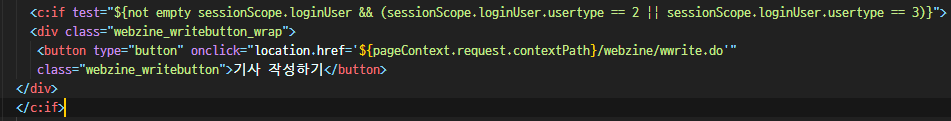 <c:if test="${not empty sessionScope.loginUser && (sessionScope.loginUser.usertype == 2 || sessionScope.loginUser.usertype == 3)}">
<div class="webzine_writebutton_wrap">
<button type="button" onclick="location.href='${pageContext.request.contextPath}/webzine/wwrite.do'"
class="webzine_writebutton">기사 작성하기</button>
</div>
</c:if>